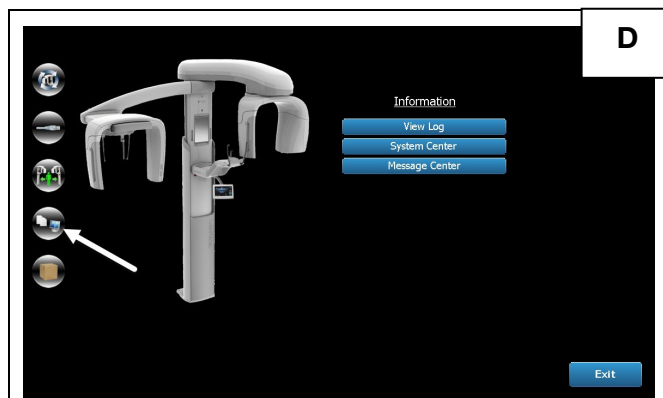 D
Information
View Log
System Center
Message Center
Exit